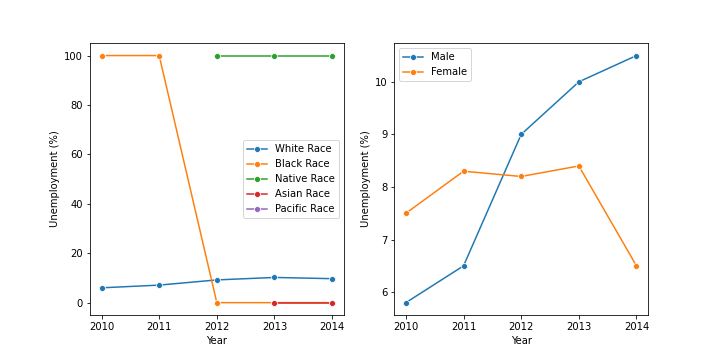 Unemployment (%)
100
80
60
40
20
0
2010 2011 2012 2013 2014
Year
White Race
Black Race
Native Race
Asian Race
Pacific Race
Unemployment (%)
10
9
8
7
6
2010 2011 2012 2013 2014
Year
Male
Female